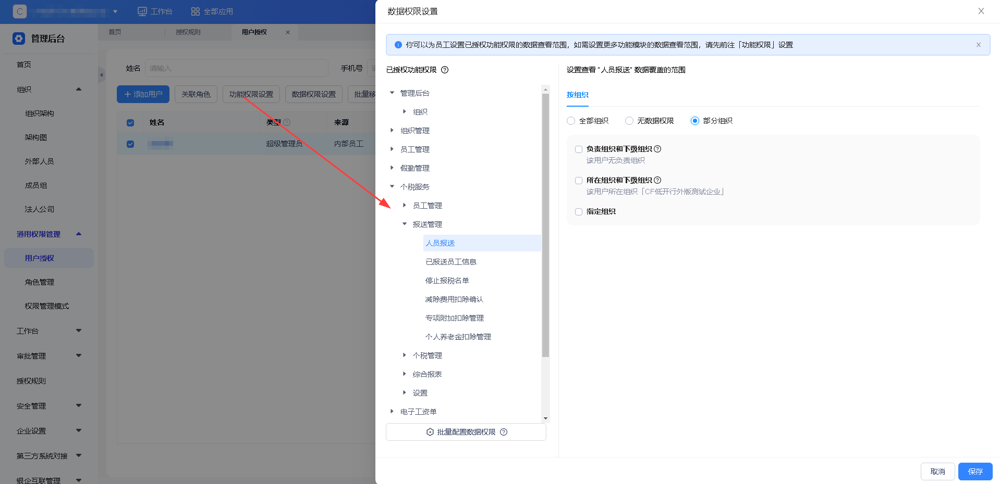 C
工作台
全部应用
管理后台
首页
组织
组织架构
架构图
外部人员
成员组
法人公司
通用权限管理
用户授权
角色管理
权限管理模式
工作台
审批管理
授权规则
安全管理
企业设置
第三方系统对接
银企互联管理
首页
授权规则
用户授权
姓名
请输入
手机号
添加用户
关联角色
功能权限设置
数据权限设置
批量移
姓名
类型
来源
超级管理员
内部员工
数据权限设置
你可以为员工设置已授权功能权限的数据查看范围，如需设置更多功能模块的数据查看范围，请先前往「功能权限」设置
已授权功能权限
管理后台
组织
组织管理
员工管理
假勤管理
个税服务
员工管理
报送管理
人员报送
已报送员工信息
停止报税名单
减除费用扣除确认
专项附加扣除管理
个人养老金扣除管理
个税管理
综合报表
设置
电子工资单
批量配置数据权限
设置查看 "人员报送" 数据覆盖的范围
按组织
全部组织
无数据权限
部分组织
负责组织和下级组织
该用户无负责组织
所在组织和下级组织
该用户所在组织「CF低开行外版测试企业」
指定组织
取消
保存